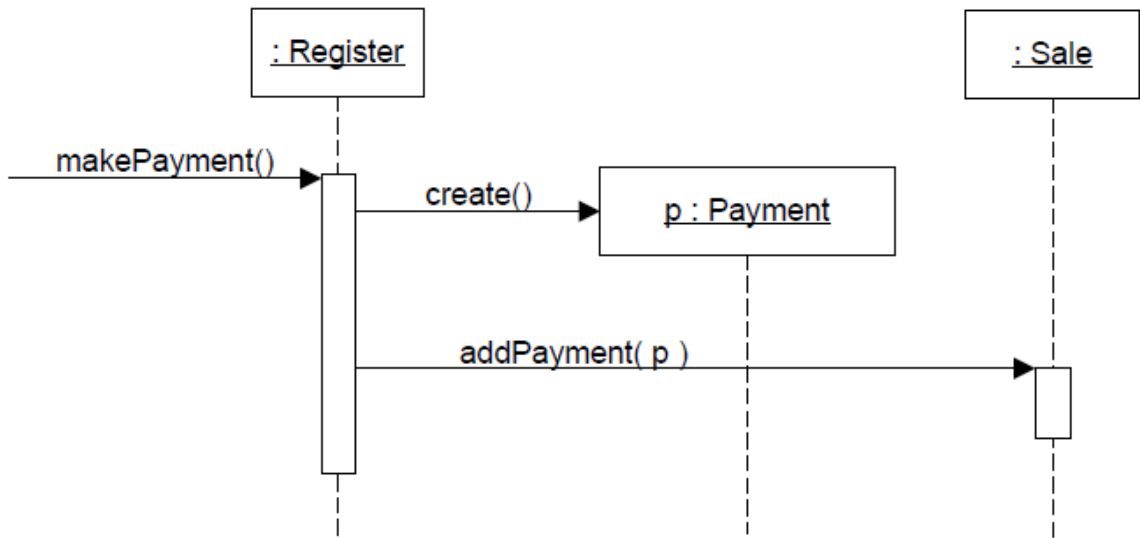 : Register
: Sale
makePayment()
create()
p : Payment
addPayment( p )